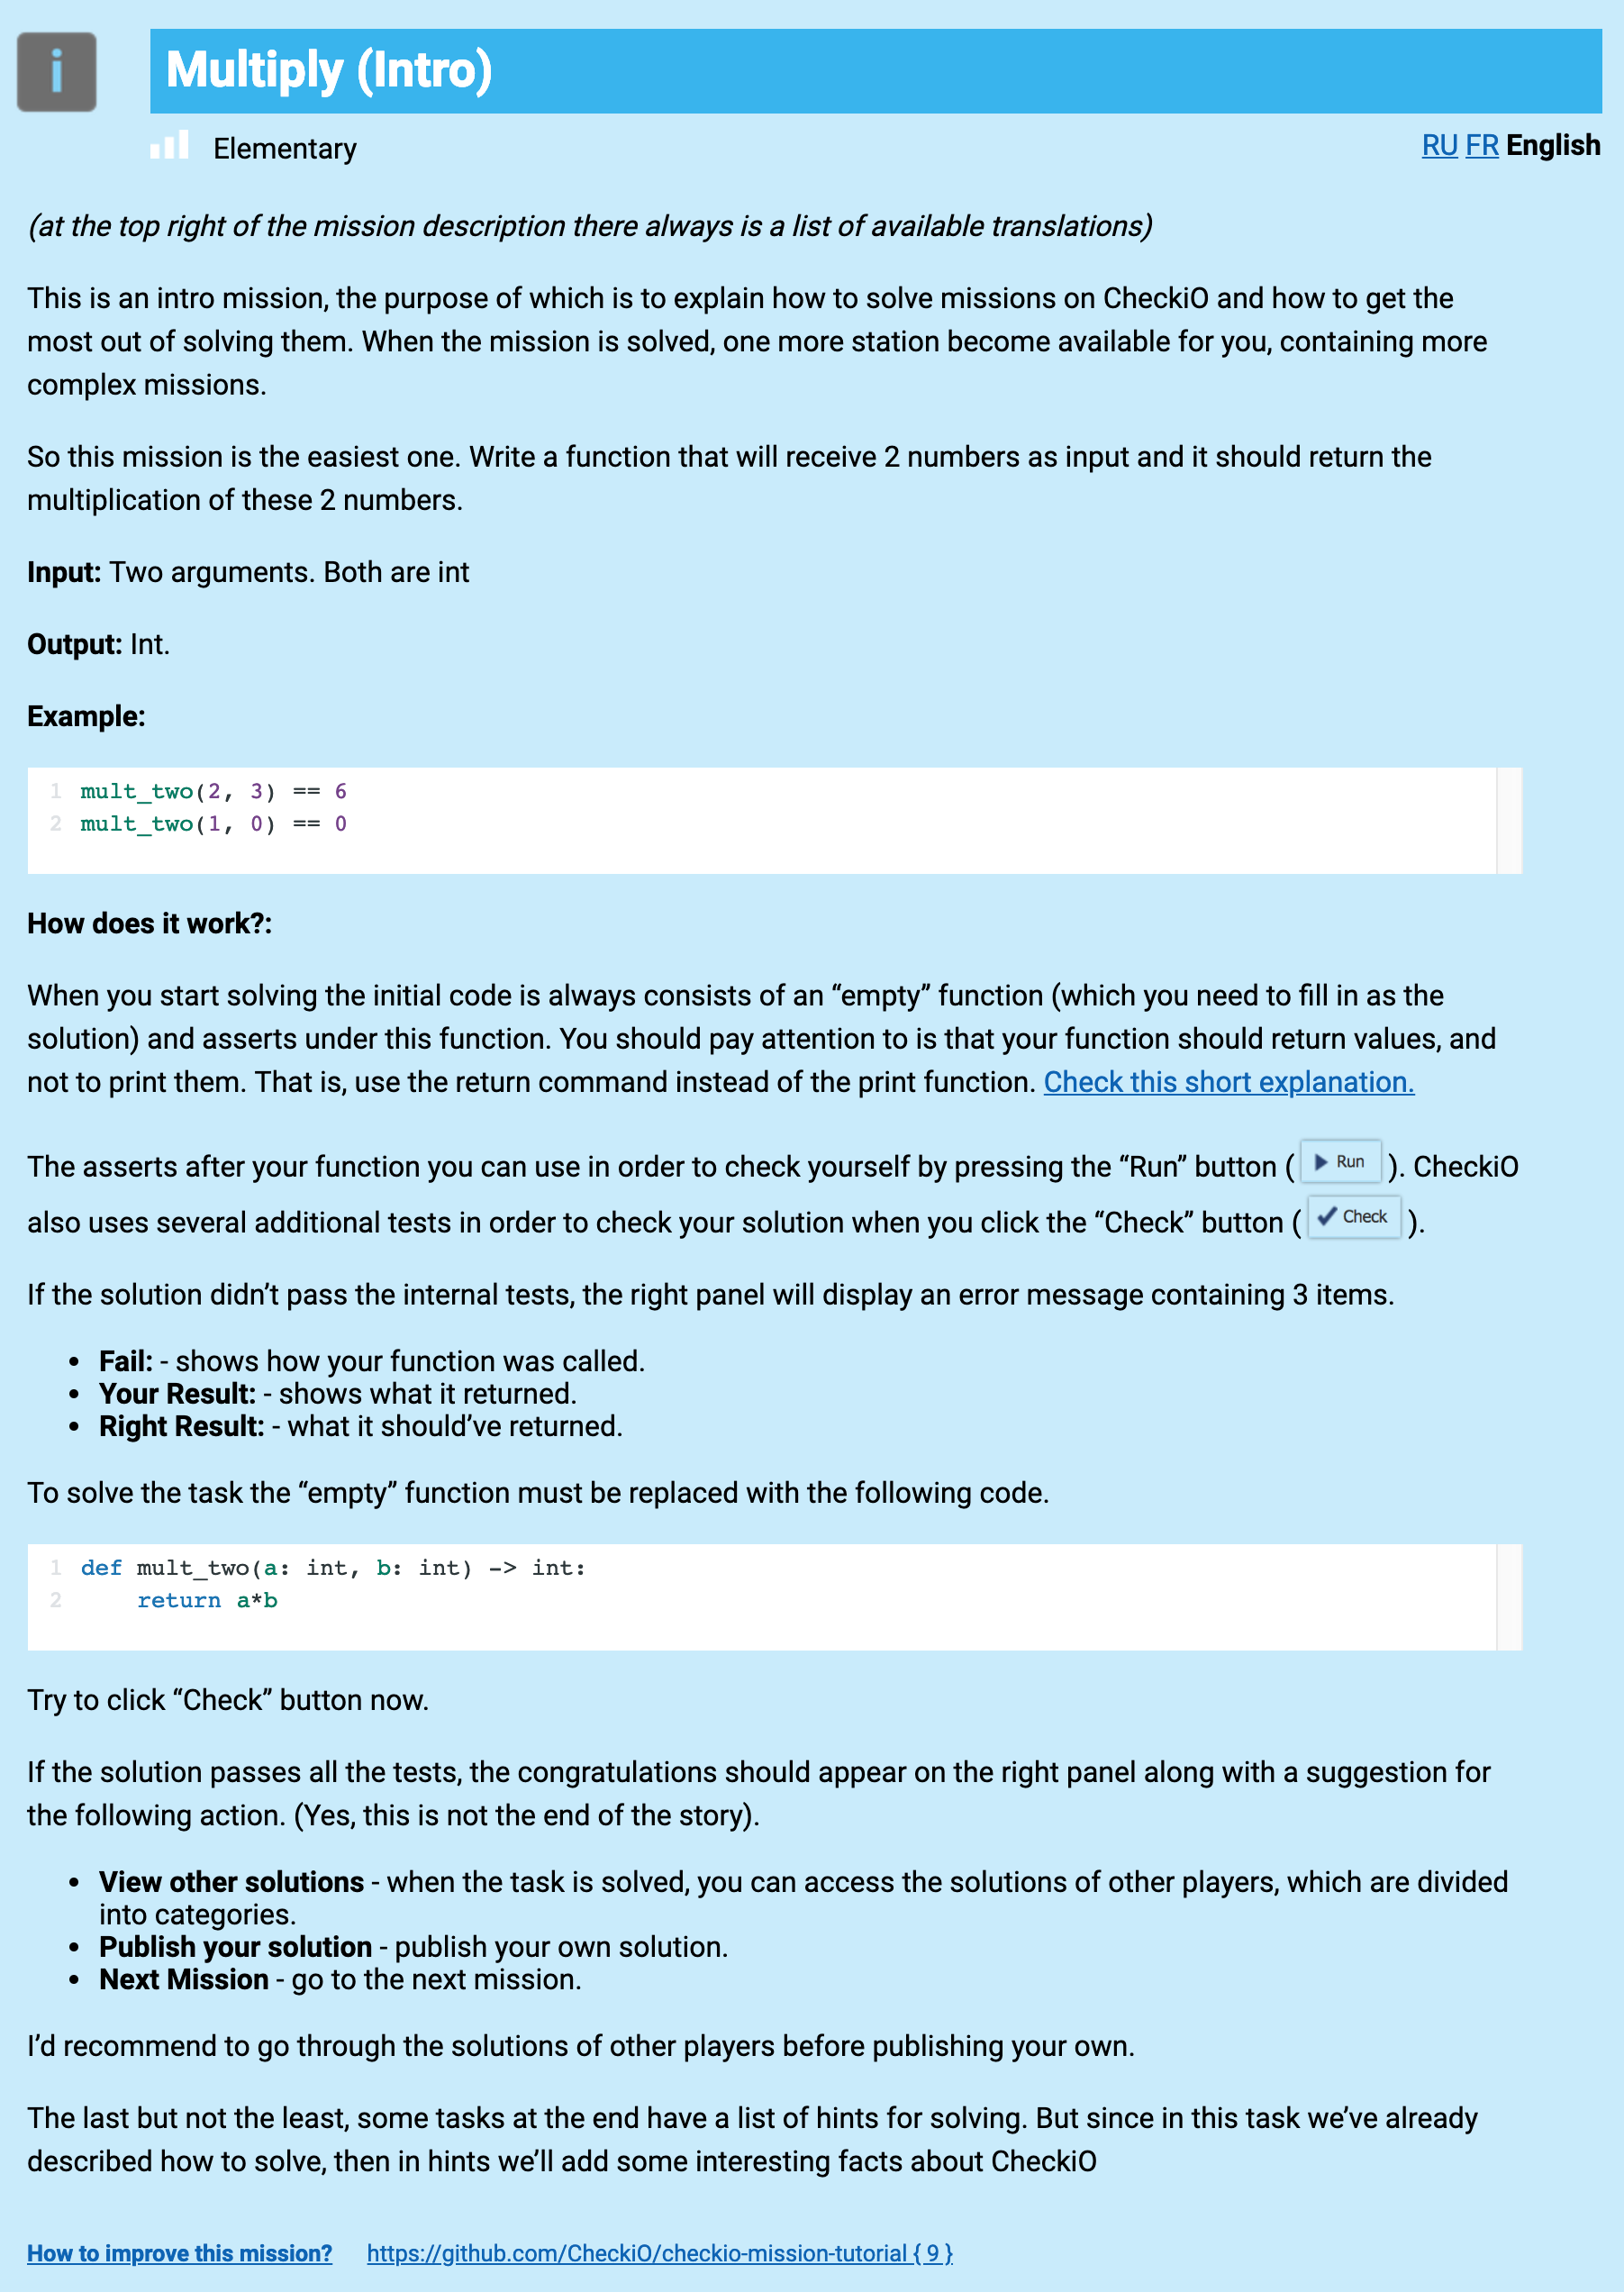 i
Multiply (Intro)
Elementary
RU FR English
(at the top right of the mission description there always is a list of available translations)
This is an intro mission, the purpose of which is to explain how to solve missions on CheckiO and how to get the
most out of solving them. When the mission is solved, one more station become available for you, containing more
complex missions.
So this mission is the easiest one. Write a function that will receive 2 numbers as input and it should return the
multiplication of these 2 numbers.
Input: Two arguments. Both are int
Output: Int.
Example:
1 mult_two(2, 3) == 6
2 mult_two(1, 0) == 0
How does it work?:
When you start solving the initial code is always consists of an “empty” function (which you need to fill in as the
solution) and asserts under this function. You should pay attention to is that your function should return values, and
not to print them. That is, use the return command instead of the print function. Check this short explanation.
The asserts after your function you can use in order to check yourself by pressing the “Run” button ( Run ). CheckiO
also uses several additional tests in order to check your solution when you click the “Check” button ( Check ).
If the solution didn’t pass the internal tests, the right panel will display an error message containing 3 items.
• Fail: - shows how your function was called.
• Your Result: - shows what it returned.
• Right Result: - what it should’ve returned.
To solve the task the “empty” function must be replaced with the following code.
1 def mult_two(a: int, b: int) -> int:
2     return a*b
Try to click “Check” button now.
If the solution passes all the tests, the congratulations should appear on the right panel along with a suggestion for
the following action. (Yes, this is not the end of the story).
• View other solutions - when the task is solved, you can access the solutions of other players, which are divided
into categories.
• Publish your solution - publish your own solution.
• Next Mission - go to the next mission.
I’d recommend to go through the solutions of other players before publishing your own.
The last but not the least, some tasks at the end have a list of hints for solving. But since in this task we’ve already
described how to solve, then in hints we’ll add some interesting facts about CheckiO
How to improve this mission? https://github.com/CheckiO/checkio-mission-tutorial { 9 }